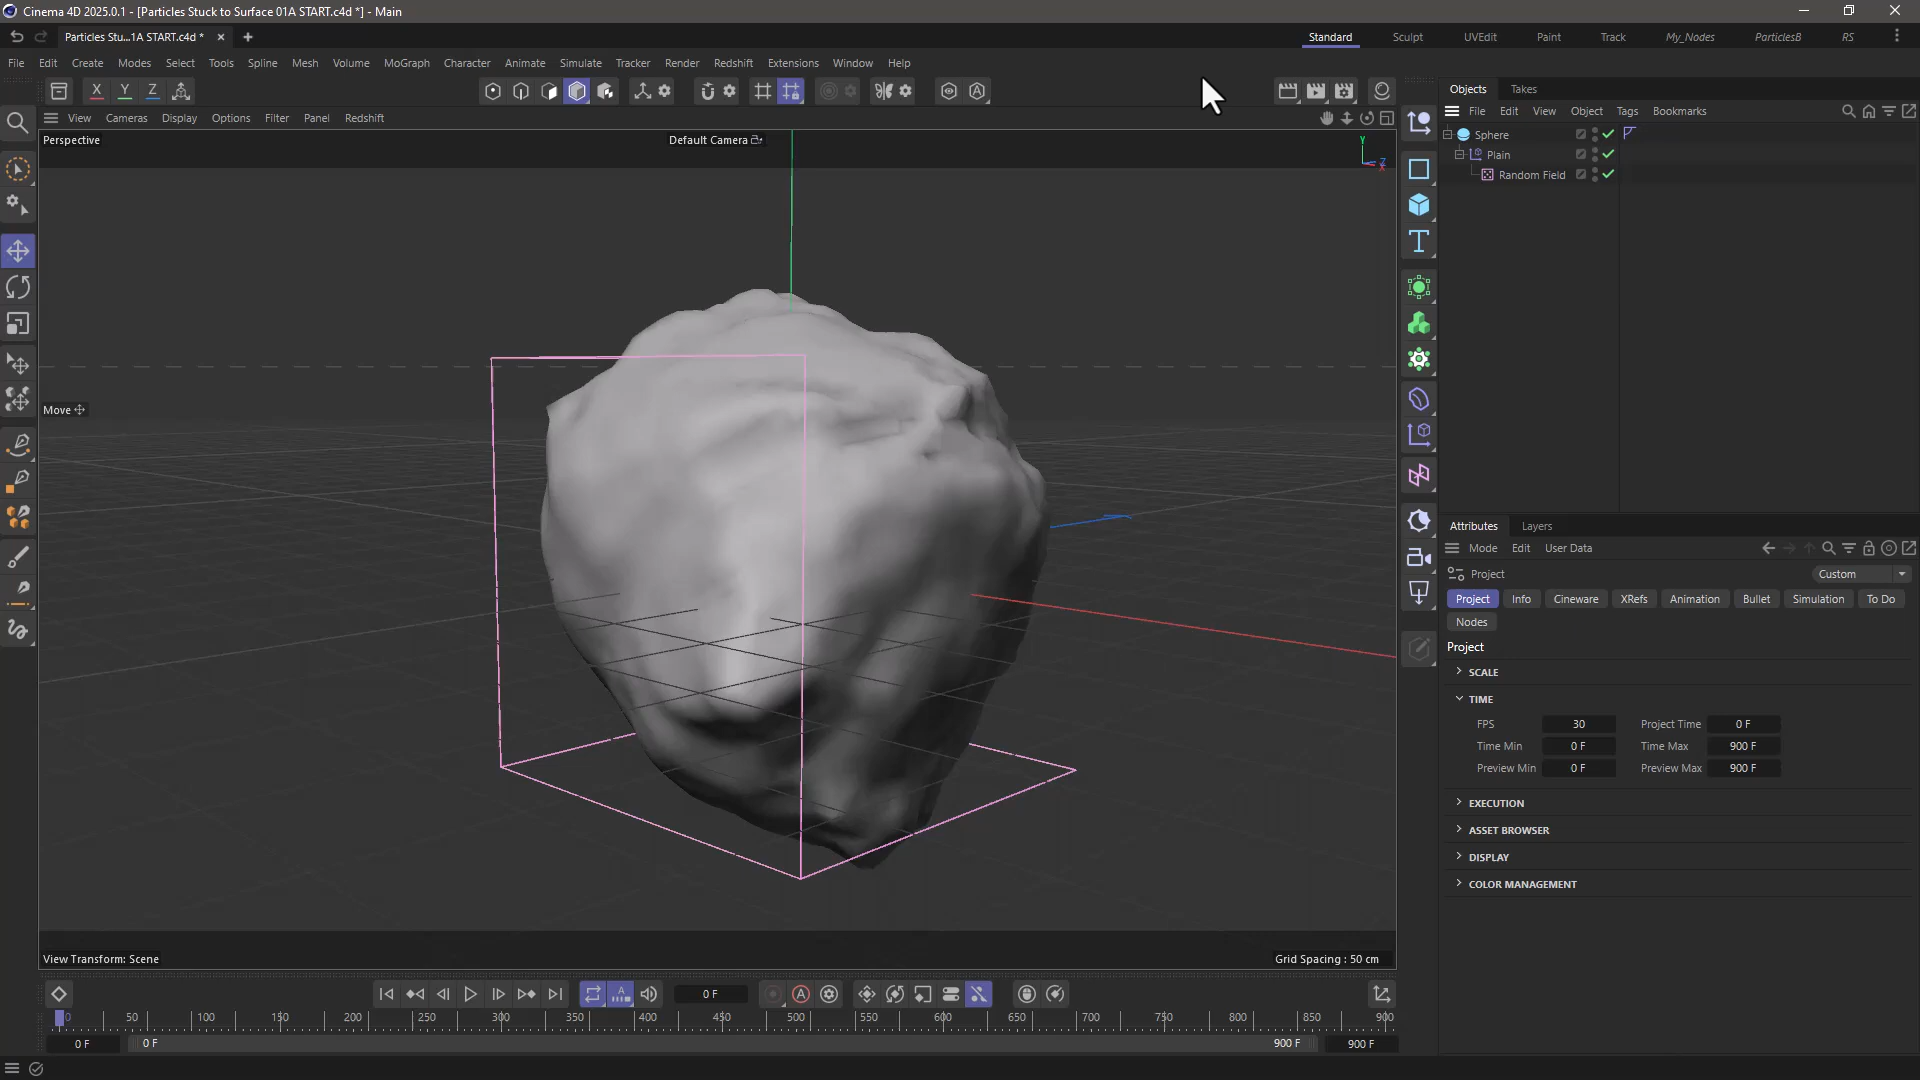 Cinema 4D 2025.0.1 - [Particles Stuck to Surface 01A START.c4d *] - Main
Particles Stu...1A START.c4d *
Standard Sculpt UVEdit Paint Track My_Nodes ParticlesB RS
File Edit Create Modes Select Tools Spline Mesh Volume MoGraph Character Animate Simulate Tracker Render Redshift Extensions Window Help
X Y Z
Objects Takes
View Cameras Display Options Filter Panel Redshift
File Edit View Object Tags Bookmarks
Perspective
Default Camera
Y
Z
X
Sphere
Plain
Random Field
Move
Attributes Layers
Mode Edit User Data
Project
Custom
Project Info Cineware XRefs Animation Bullet Simulation To Do
Nodes
Project
SCALE
TIME
FPS 30 Project Time 0 F
Time Min 0 F Time Max 900 F
Preview Min 0 F Preview Max 900 F
EXECUTION
ASSET BROWSER
DISPLAY
COLOR MANAGEMENT
View Transform: Scene
Grid Spacing : 50 cm
0 F
0 50 100 150 200 250 300 350 400 450 500 550 600 650 700 750 800 850 900
0 F 0 F 900 F 900 F